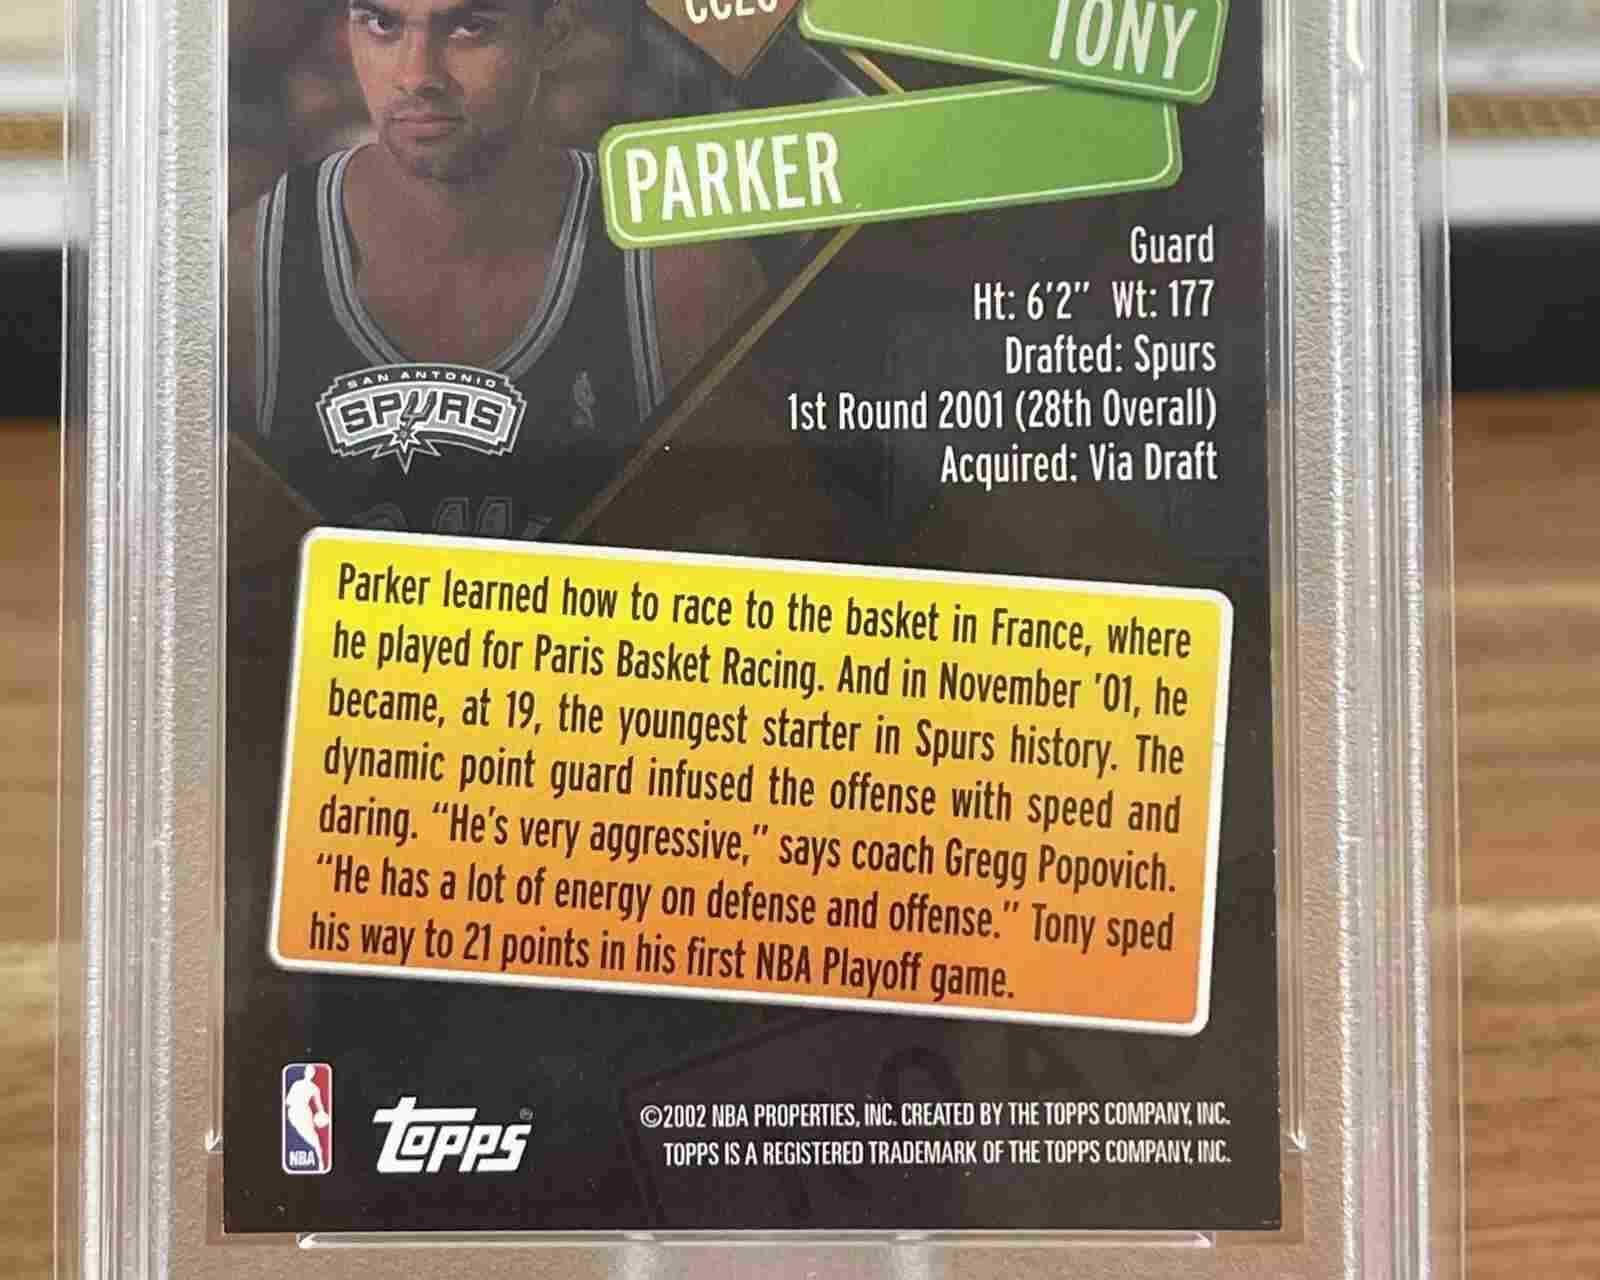 TONY
PARKER
Guard
Ht: 6'2" Wt: 177
Drafted: Spurs
1st Round 2001 (28th Overall)
Acquired: Via Draft
SAN ANTONIO
SPURS
Parker learned how to race to the basket in France, where
he played for Paris Basket Racing. And in November '01, he
became, at 19, the youngest starter in Spurs history. The
dynamic point guard infused the offense with speed and
daring. “He's very aggressive,” says coach Gregg Popovich.
“He has a lot of energy on defense and offense.” Tony sped
his way to 21 points in his first NBA Playoff game.
NBA
Topps®
©2002 NBA PROPERTIES, INC. CREATED BY THE TOPPS COMPANY, INC.
TOPPS IS A REGISTERED TRADEMARK OF THE TOPPS COMPANY, INC.